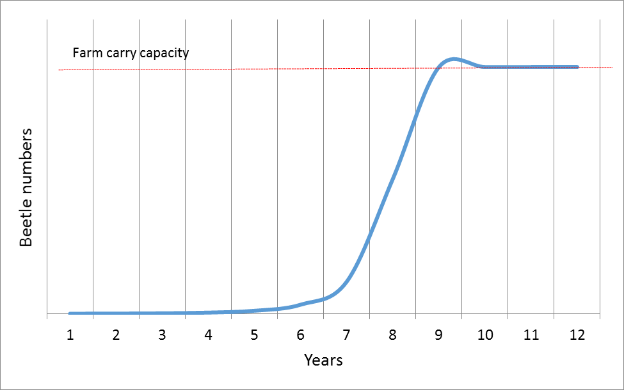 Farm carry capacity
Beetle numbers
1 2 3 4 5 6 7 8 9 10 11 12
Years